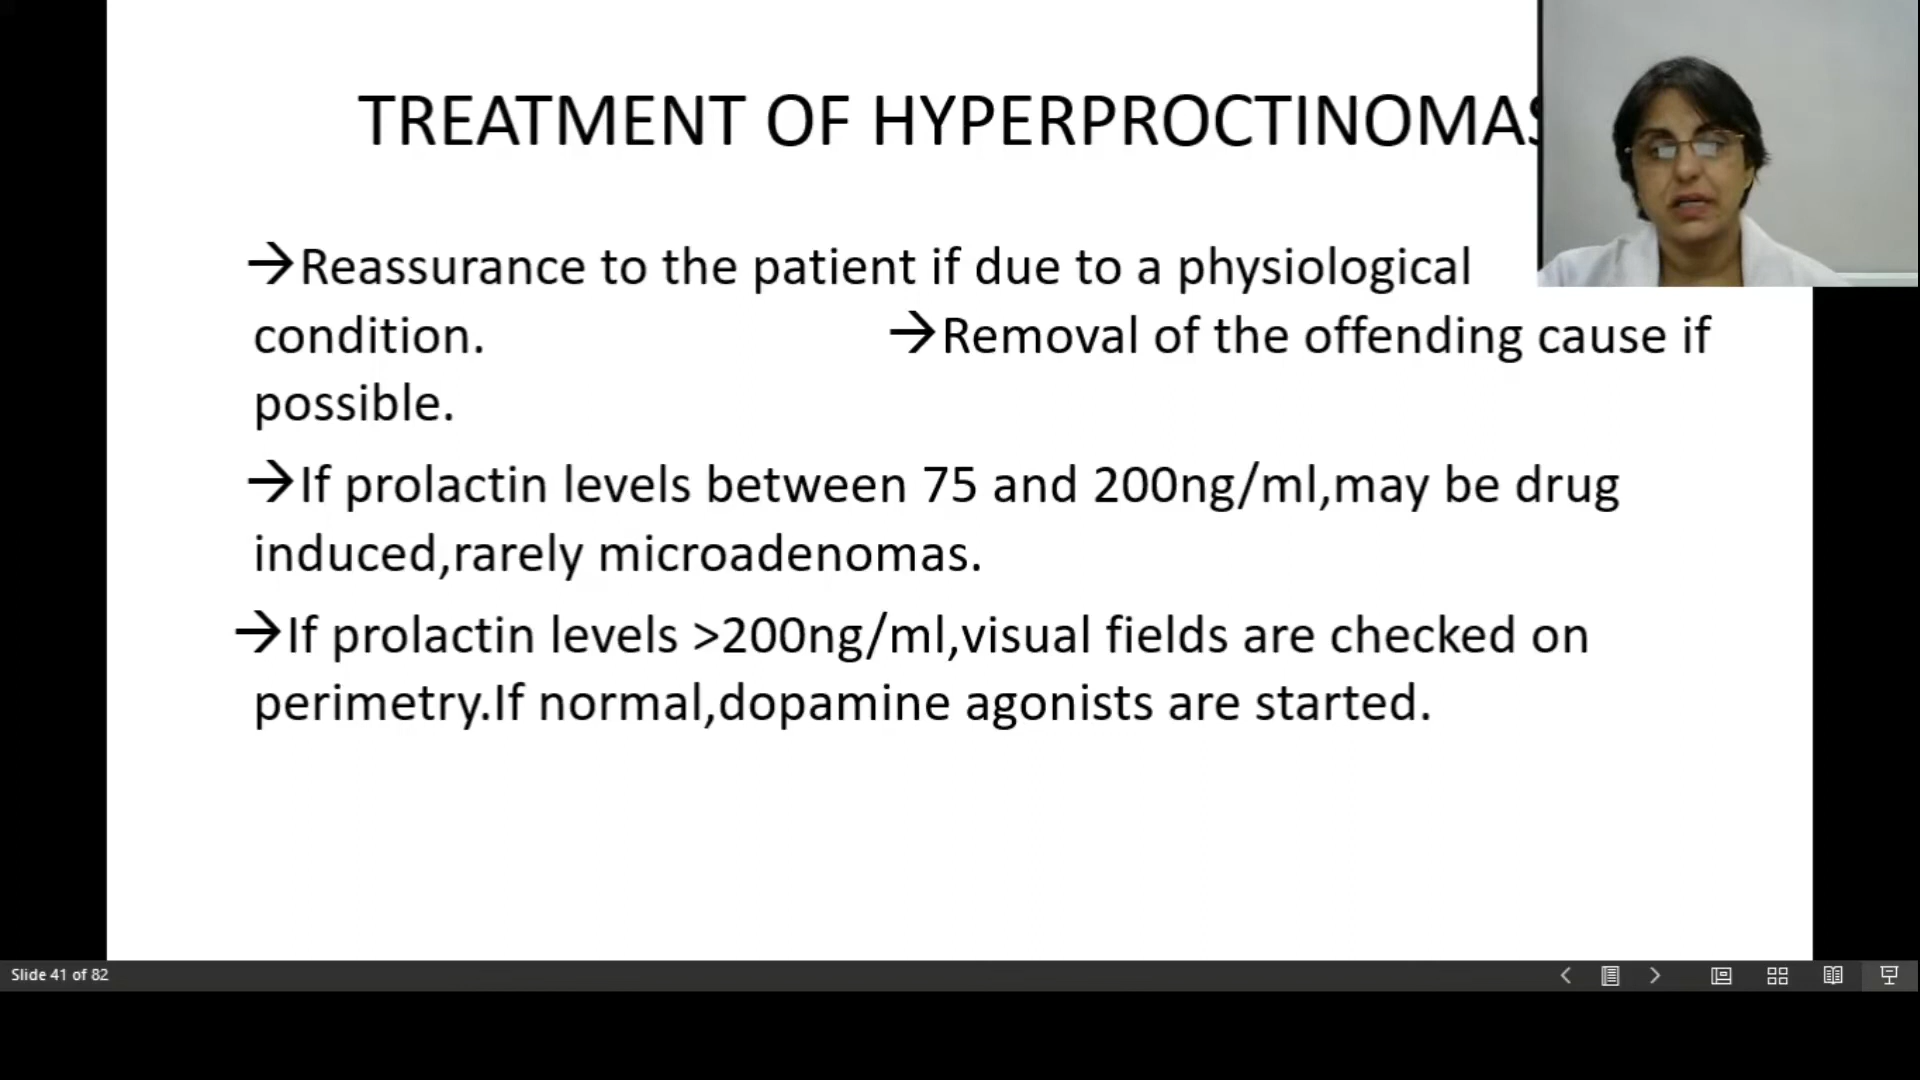 TREATMENT OF HYPERPROCTINOMAS
→Reassurance to the patient if due to a physiological
condition. →Removal of the offending cause if
possible.
→If prolactin levels between 75 and 200ng/ml,may be drug
induced,rarely microadenomas.
→If prolactin levels >200ng/ml,visual fields are checked on
perimetry.If normal,dopamine agonists are started.
Slide 41 of 82